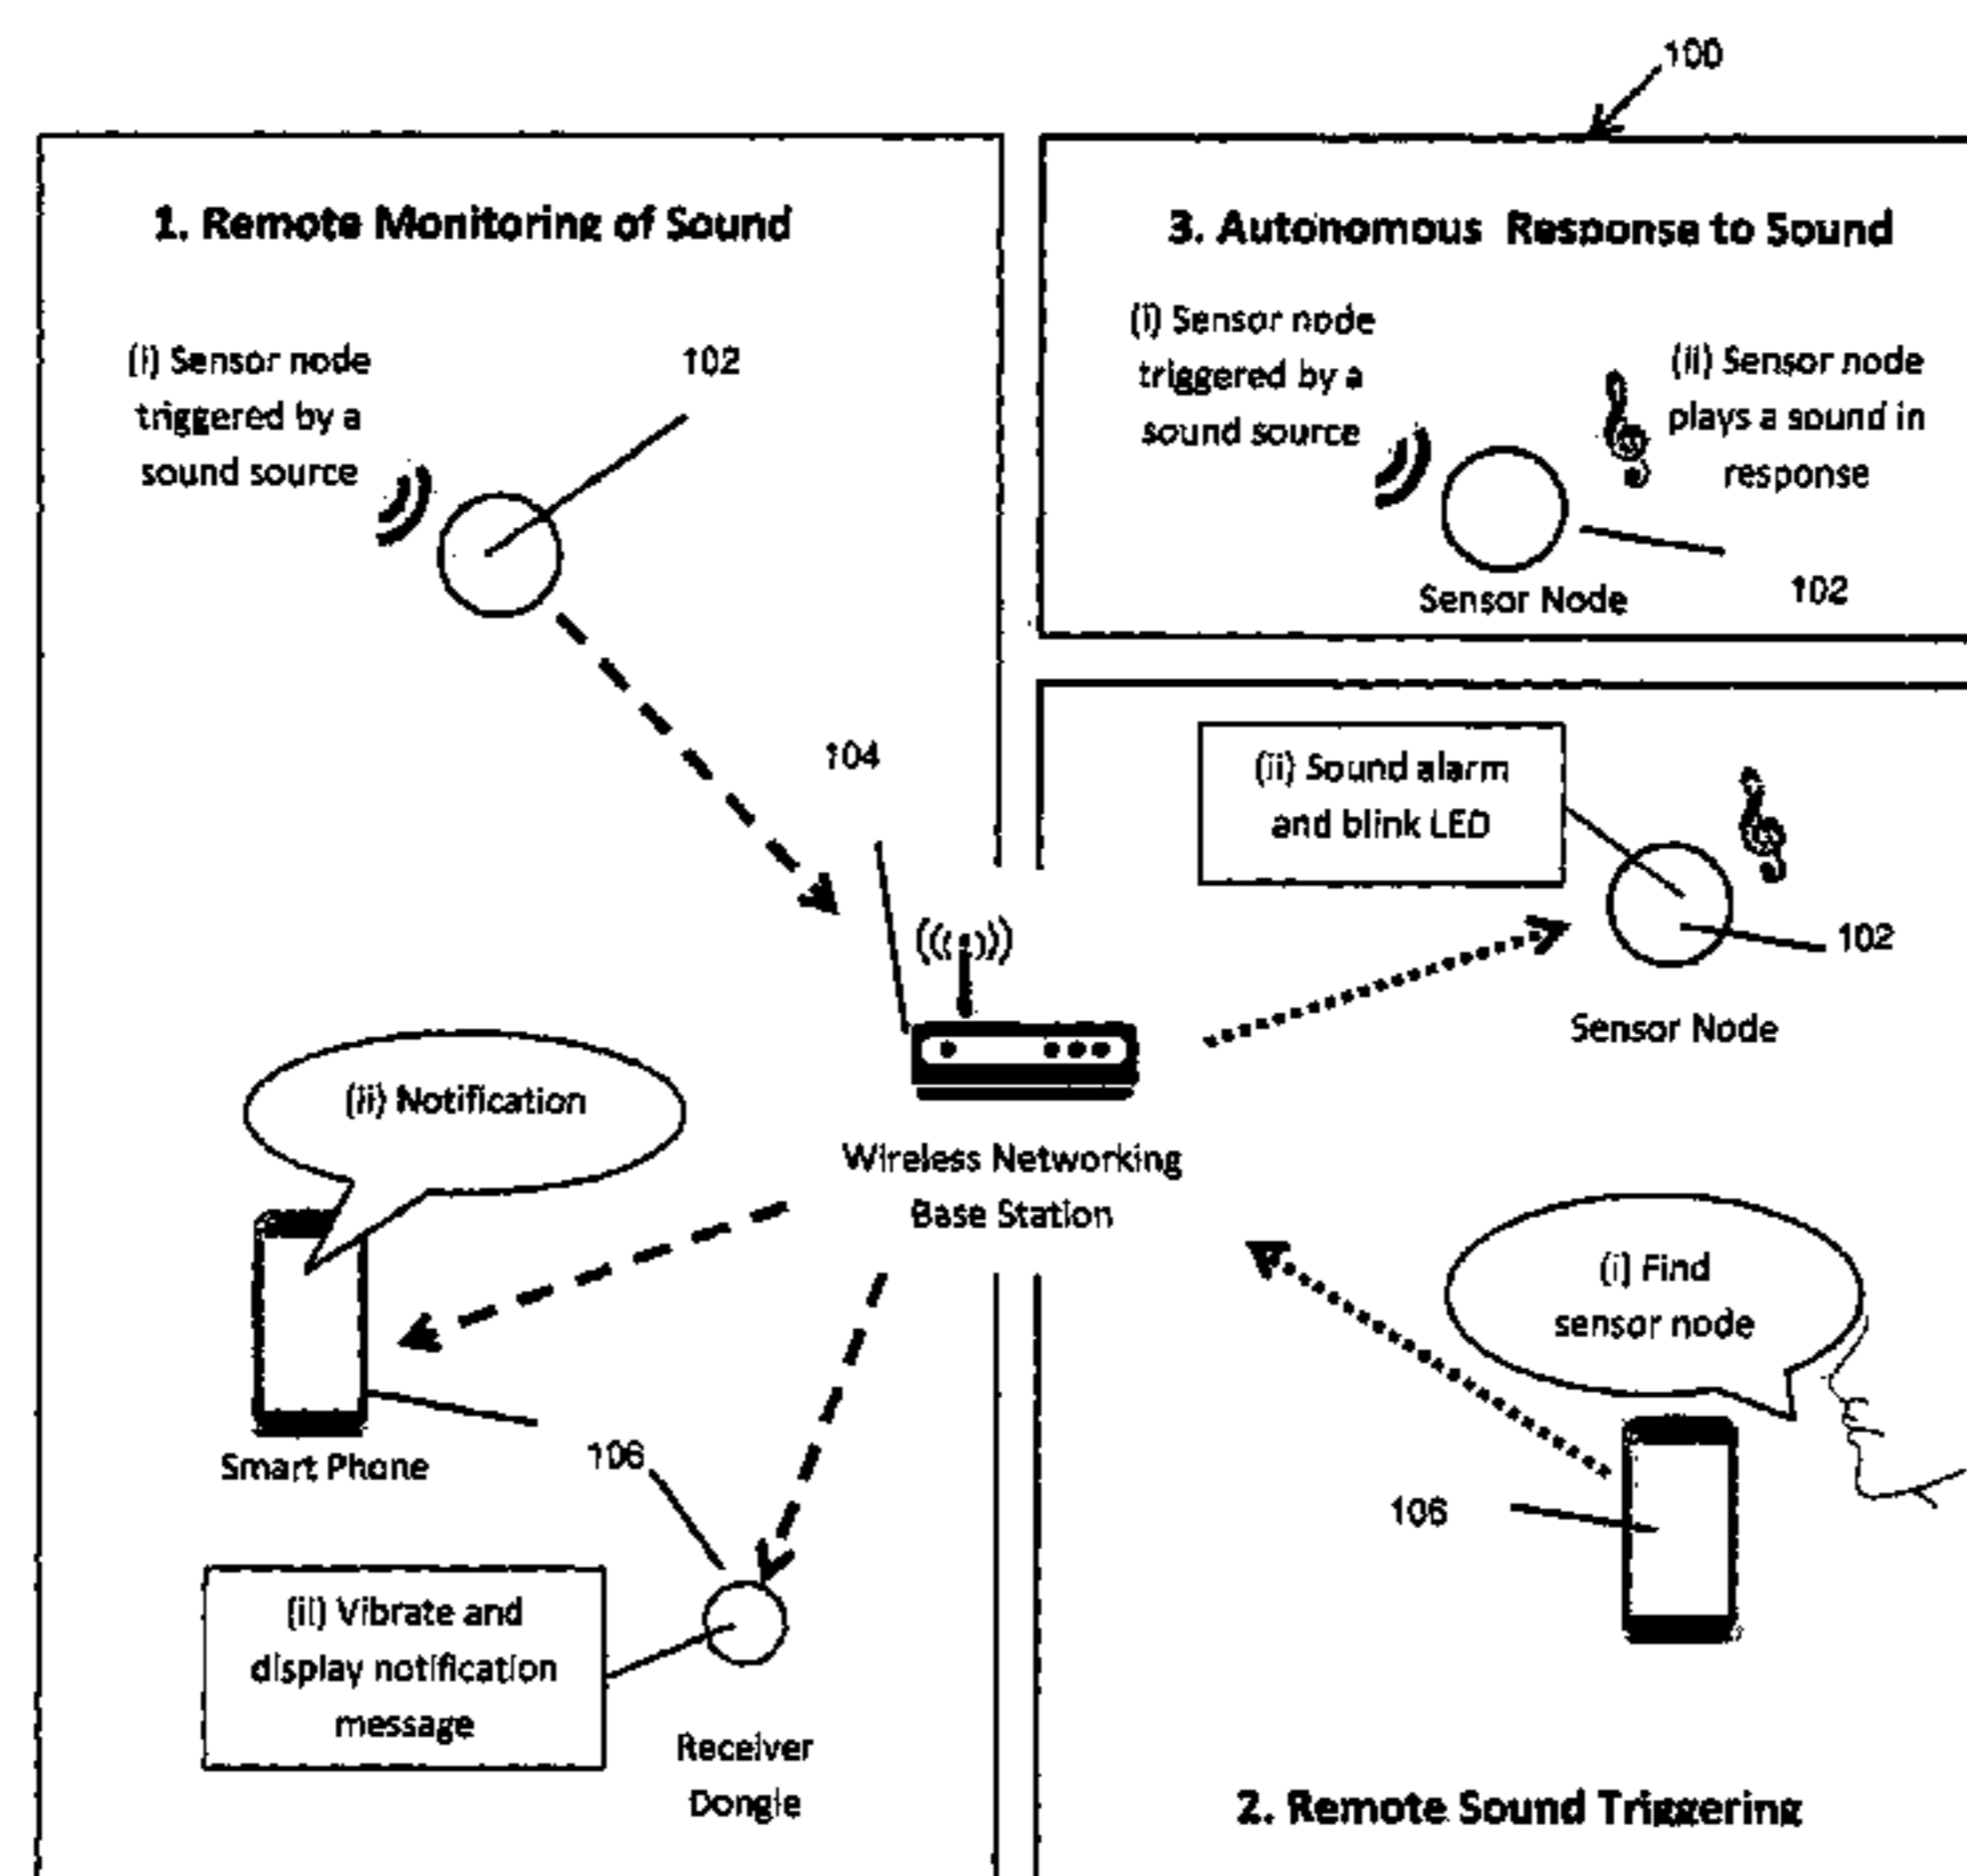 100
1. Remote Monitoring of Sound
(i) Sensor node
triggered by a
sound source
102
104
(ii) Notification
Smart Phone
106
(ii) Vibrate and
display notification
message
Receiver
Dongle
Wireless Networking
Base Station
3. Autonomous Response to Sound
(i) Sensor node
triggered by a
sound source
(ii) Sensor node
plays a sound in
response
Sensor Node
102
(ii) Sound alarm
and blink LED
102
Sensor Node
(i) Find
sensor node
106
2. Remote Sound Triggering